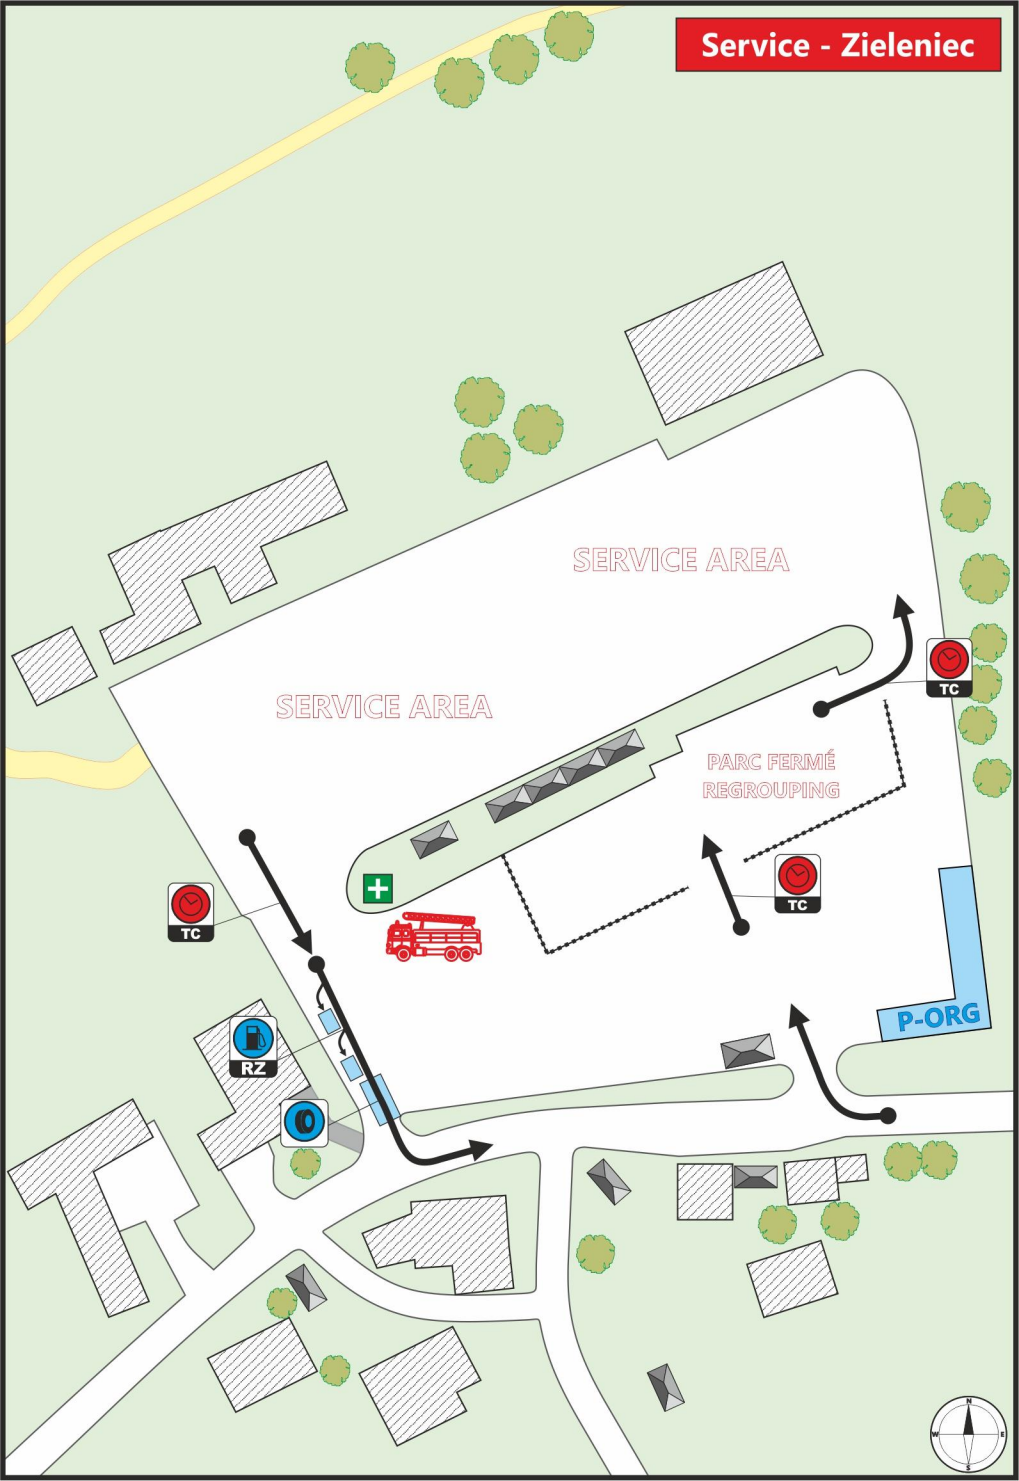 Service - Zieleniec
SERVICE AREA
SERVICE AREA
TC
PARC FERMÉ
REGROUPING
TC
TC
P-ORG
RZ
N
W
E
S